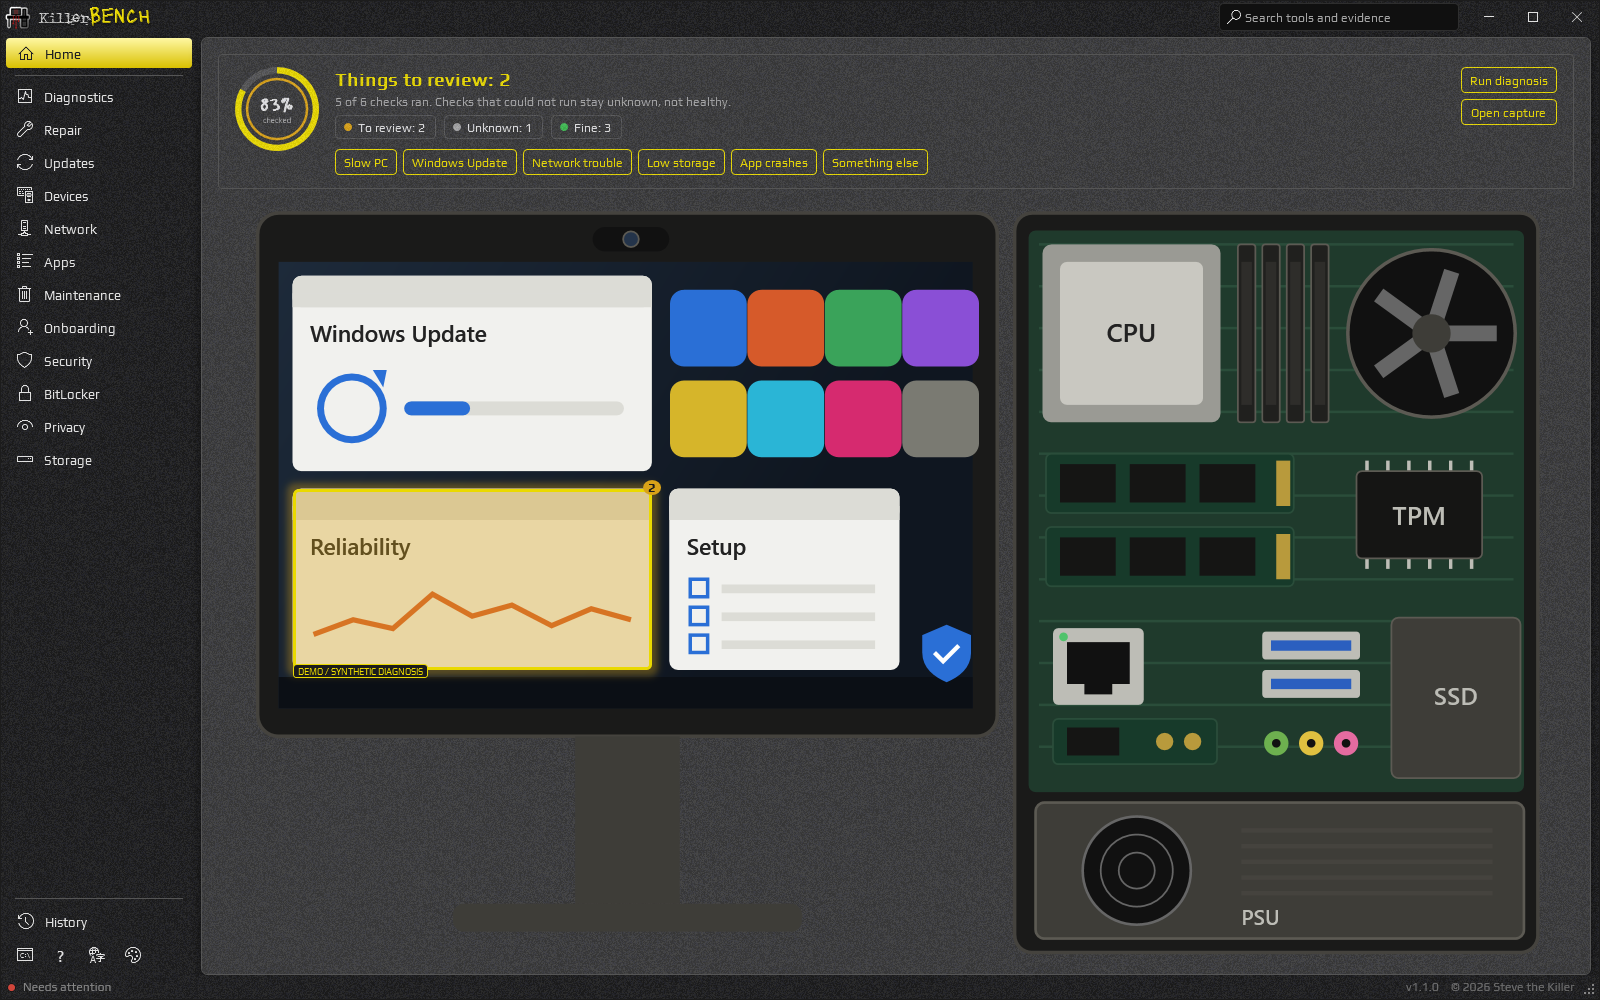 KillerBENCH
Search tools and evidence
Home
Diagnostics
Repair
Updates
Devices
Network
Apps
Maintenance
Onboarding
Security
BitLocker
Privacy
Storage
History
Needs attention
83%
checked
Things to review: 2
5 of 6 checks ran. Checks that could not run stay unknown, not healthy.
To review: 2
Unknown: 1
Fine: 3
Slow PC
Windows Update
Network trouble
Low storage
App crashes
Something else
Run diagnosis
Open capture
Windows Update
2
Reliability
DEMO / SYNTHETIC DIAGNOSIS
Setup
CPU
TPM
SSD
PSU
v1.1.0
© 2026 Steve the Killer